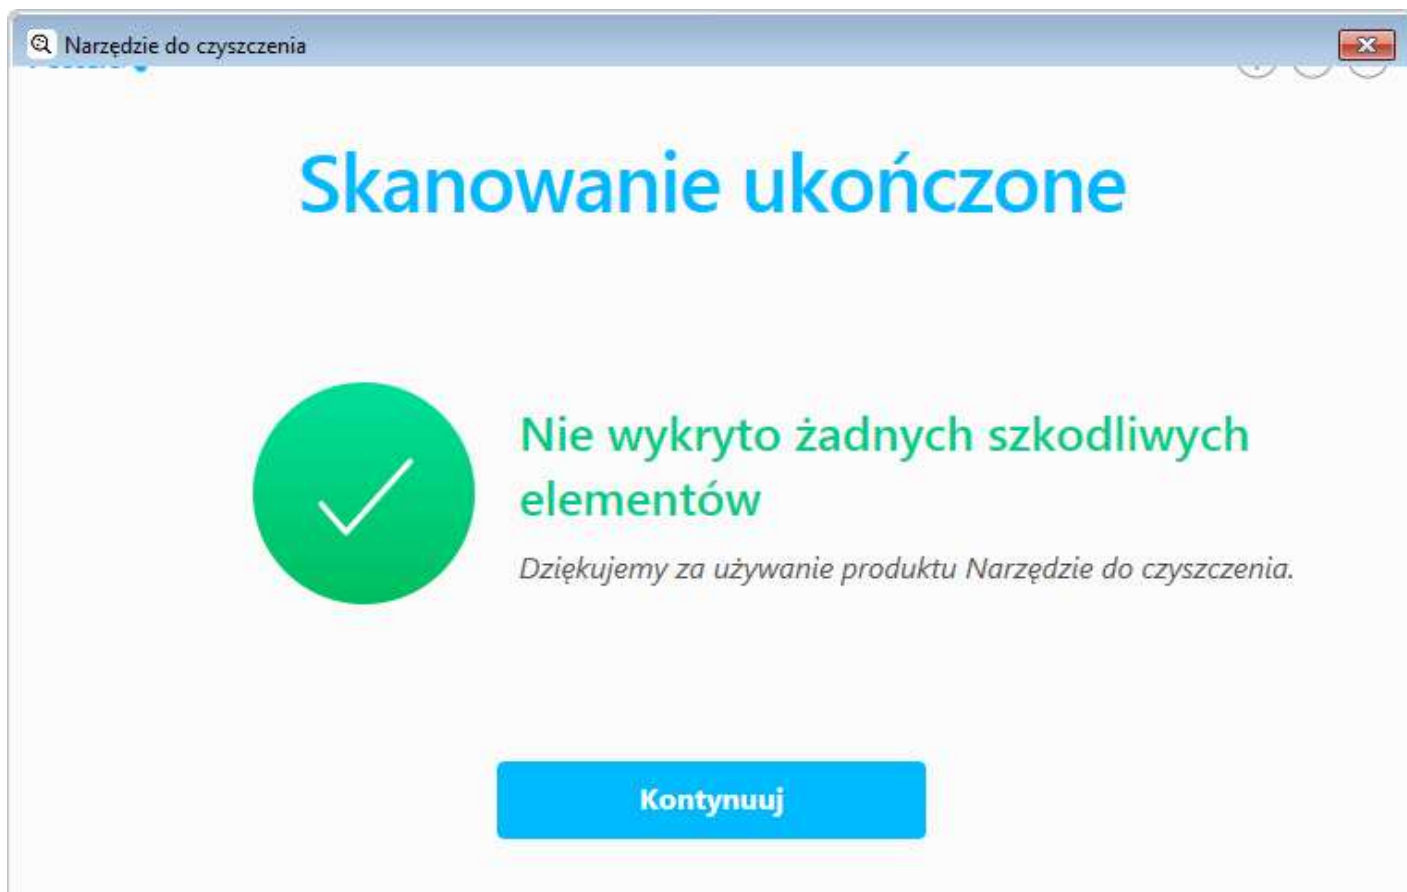 Narzędzie do czyszczenia
Skanowanie ukończone
Nie wykryto żadnych szkodliwych
elementów
Dziękujemy za używanie produktu Narzędzie do czyszczenia.
Kontynuuj